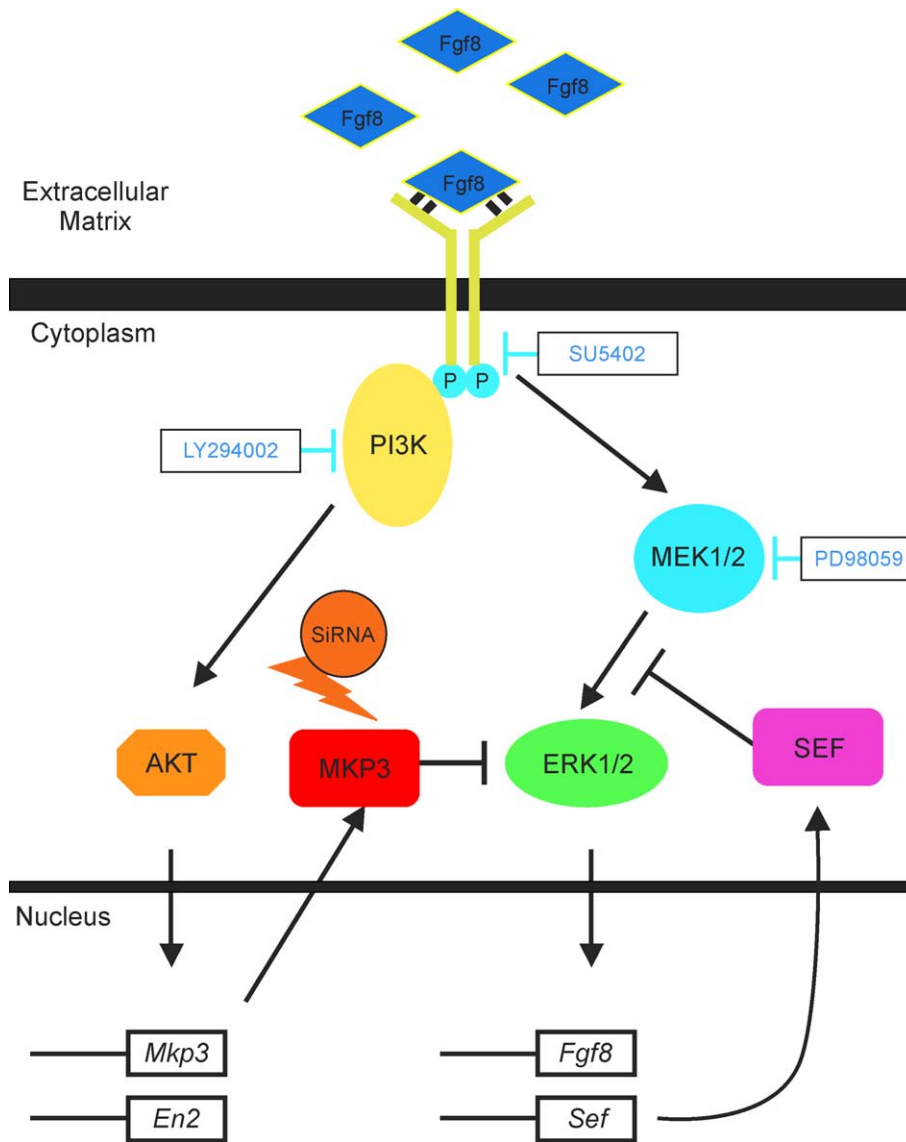 Fgf8
Fgf8
Fgf8
Fgf8
Extracellular
Matrix
Cytoplasm
SU5402
P P
LY294002
PI3K
MEK1/2
PD98059
SiRNA
AKT
MKP3
ERK1/2
SEF
Nucleus
Mkp3
Fgf8
En2
Sef